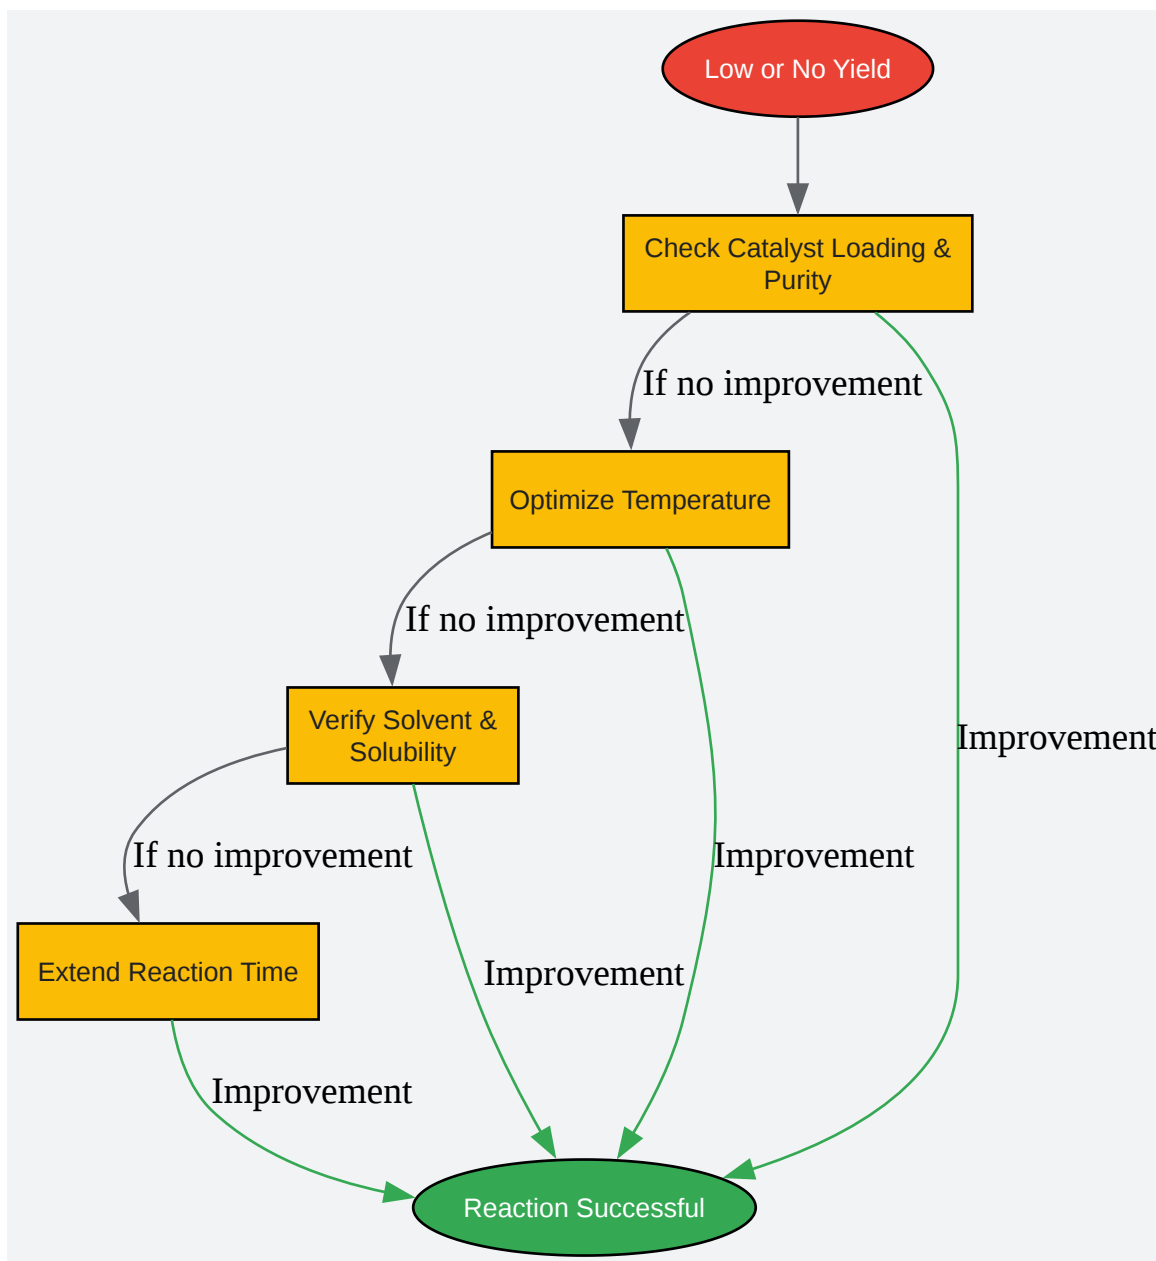 Low or No Yield
Check Catalyst Loading &
Purity
If no improvement
Optimize Temperature
If no improvement
Verify Solvent &
Solubility
Improvement
If no improvement
Improvement
Extend Reaction Time
Improvement
Improvement
Reaction Successful